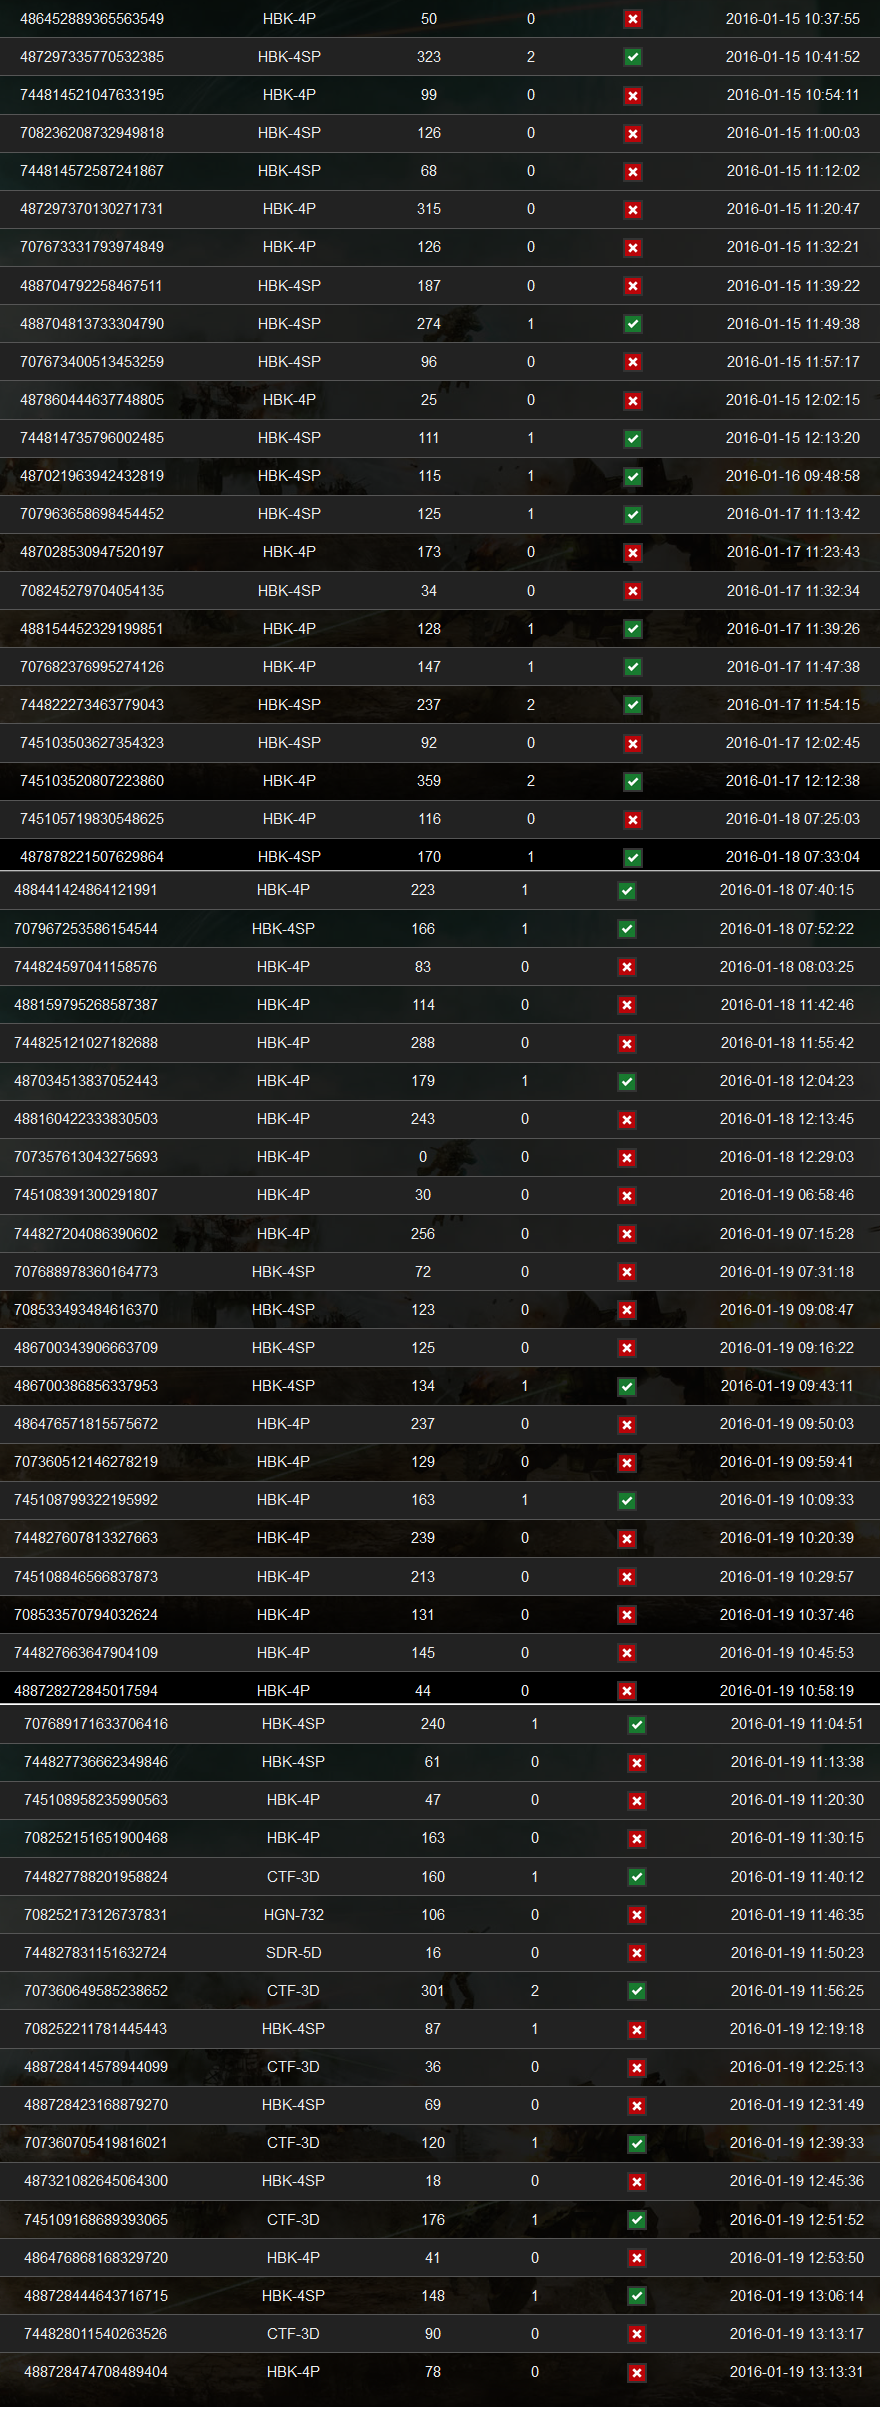 486452889365563549 HBK-4P 50 0 2016-01-15 10:37:55
487297335770532385 HBK-4SP 323 2 2016-01-15 10:41:52
744814521047633195 HBK-4P 99 0 2016-01-15 10:54:11
708236208732949818 HBK-4SP 126 0 2016-01-15 11:00:03
744814572587241867 HBK-4SP 68 0 2016-01-15 11:12:02
487297370130271731 HBK-4P 315 0 2016-01-15 11:20:47
707673331793974849 HBK-4P 126 0 2016-01-15 11:32:21
488704792258467511 HBK-4SP 187 0 2016-01-15 11:39:22
488704813733304790 HBK-4SP 274 1 2016-01-15 11:49:38
707673400513453259 HBK-4SP 96 0 2016-01-15 11:57:17
487860444637748805 HBK-4P 25 0 2016-01-15 12:02:15
744814735796002485 HBK-4SP 111 1 2016-01-15 12:13:20
487021963942432819 HBK-4SP 115 1 2016-01-16 09:48:58
707963658698454452 HBK-4SP 125 1 2016-01-17 11:13:42
487028530947520197 HBK-4P 173 0 2016-01-17 11:23:43
708245279704054135 HBK-4SP 34 0 2016-01-17 11:32:34
488154452329199851 HBK-4P 128 1 2016-01-17 11:39:26
707682376995274126 HBK-4P 147 1 2016-01-17 11:47:38
744822273463779043 HBK-4SP 237 2 2016-01-17 11:54:15
745103503627354323 HBK-4SP 92 0 2016-01-17 12:02:45
745103520807223860 HBK-4P 359 2 2016-01-17 12:12:38
745105719830548625 HBK-4P 116 0 2016-01-18 07:25:03
487878221507629864 HBK-4SP 170 1 2016-01-18 07:33:04
488441424864121991 HBK-4P 223 1 2016-01-18 07:40:15
707967253586154544 HBK-4SP 166 1 2016-01-18 07:52:22
744824597041158576 HBK-4P 83 0 2016-01-18 08:03:25
488159795268587387 HBK-4P 114 0 2016-01-18 11:42:46
744825121027182688 HBK-4P 288 0 2016-01-18 11:55:42
487034513837052443 HBK-4P 179 1 2016-01-18 12:04:23
488160422333830503 HBK-4P 243 0 2016-01-18 12:13:45
707357613043275693 HBK-4P 0 0 2016-01-18 12:29:03
745108391300291807 HBK-4P 30 0 2016-01-19 06:58:46
744827204086390602 HBK-4P 256 0 2016-01-19 07:15:28
707688978360164773 HBK-4SP 72 0 2016-01-19 07:31:18
708533493484616370 HBK-4SP 123 0 2016-01-19 09:08:47
486700343906663709 HBK-4SP 125 0 2016-01-19 09:16:22
486700386856337953 HBK-4SP 134 1 2016-01-19 09:43:11
486476571815575672 HBK-4P 237 0 2016-01-19 09:50:03
707360512146278219 HBK-4P 129 0 2016-01-19 09:59:41
745108799322195992 HBK-4P 163 1 2016-01-19 10:09:33
744827607813327663 HBK-4P 239 0 2016-01-19 10:20:39
745108846566837873 HBK-4P 213 0 2016-01-19 10:29:57
708533570794032624 HBK-4P 131 0 2016-01-19 10:37:46
744827663647904109 HBK-4P 145 0 2016-01-19 10:45:53
488728272845017594 HBK-4P 44 0 2016-01-19 10:58:19
707689171633706416 HBK-4SP 240 1 2016-01-19 11:04:51
744827736662349846 HBK-4SP 61 0 2016-01-19 11:13:38
745108958235990563 HBK-4P 47 0 2016-01-19 11:20:30
708252151651900468 HBK-4P 163 0 2016-01-19 11:30:15
744827788201958824 CTF-3D 160 1 2016-01-19 11:40:12
708252173126737831 HGN-732 106 0 2016-01-19 11:46:35
744827831151632724 SDR-5D 16 0 2016-01-19 11:50:23
707360649585238652 CTF-3D 301 2 2016-01-19 11:56:25
708252211781445443 HBK-4SP 87 1 2016-01-19 12:19:18
488728414578944099 CTF-3D 36 0 2016-01-19 12:25:13
488728423168879270 HBK-4SP 69 0 2016-01-19 12:31:49
707360705419816021 CTF-3D 120 1 2016-01-19 12:39:33
487321082645064300 HBK-4SP 18 0 2016-01-19 12:45:36
745109168689393065 CTF-3D 176 1 2016-01-19 12:51:52
486476868168329720 HBK-4P 41 0 2016-01-19 12:53:50
488728444643716715 HBK-4SP 148 1 2016-01-19 13:06:14
744828011540263526 CTF-3D 90 0 2016-01-19 13:13:17
488728474708489404 HBK-4P 78 0 2016-01-19 13:13:31